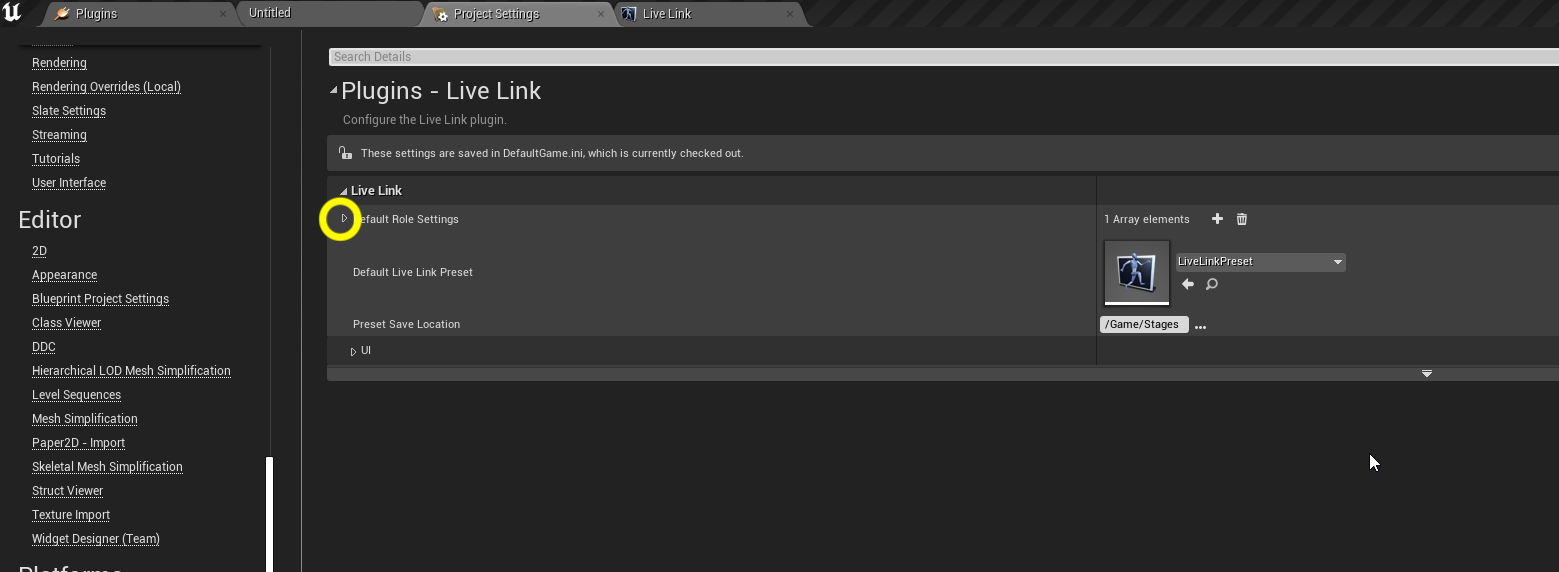 Plugins
Untitled
Project Settings
Live Link
Rendering
Rendering Overrides (Local)
Slate Settings
Streaming
Tutorials
User Interface
Editor
2D
Appearance
Blueprint Project Settings
Class Viewer
DDC
Hierarchical LOD Mesh Simplification
Level Sequences
Mesh Simplification
Paper2D - Import
Skeletal Mesh Simplification
Struct Viewer
Texture Import
Widget Designer (Team)
Search Details
Plugins - Live Link
Configure the Live Link plugin.
These settings are saved in DefaultGame.ini, which is currently checked out.
Live Link
efault Role Settings
1 Array elements
Default Live Link Preset
LiveLinkPreset
Preset Save Location
/Game/Stages
...
UI